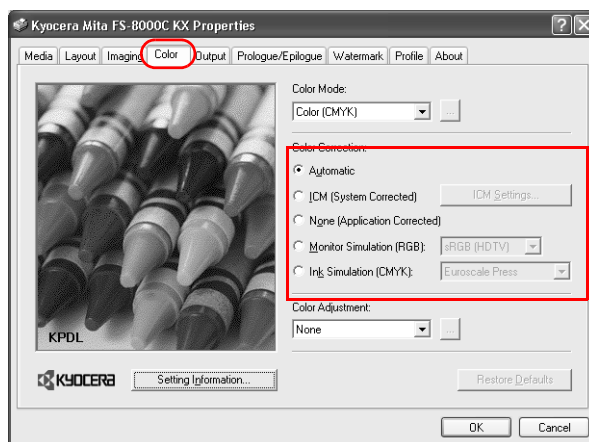 Kyocera Mita FS-8000C KX Properties
Media Layout Imaging Color Output Prologue/Epilogue Watermark Profile About
Color Mode:
Color (CMYK)
...
Color Correction:
Automatic
ICM (System Corrected)
ICM Settings...
None (Application Corrected)
Monitor Simulation (RGB):
sRGB (HDTV)
Ink Simulation (CMYK):
Euroscale Press
Color Adjustment:
None
...
KPDL
KYOCERA
Setting Information...
Restore Defaults
OK
Cancel